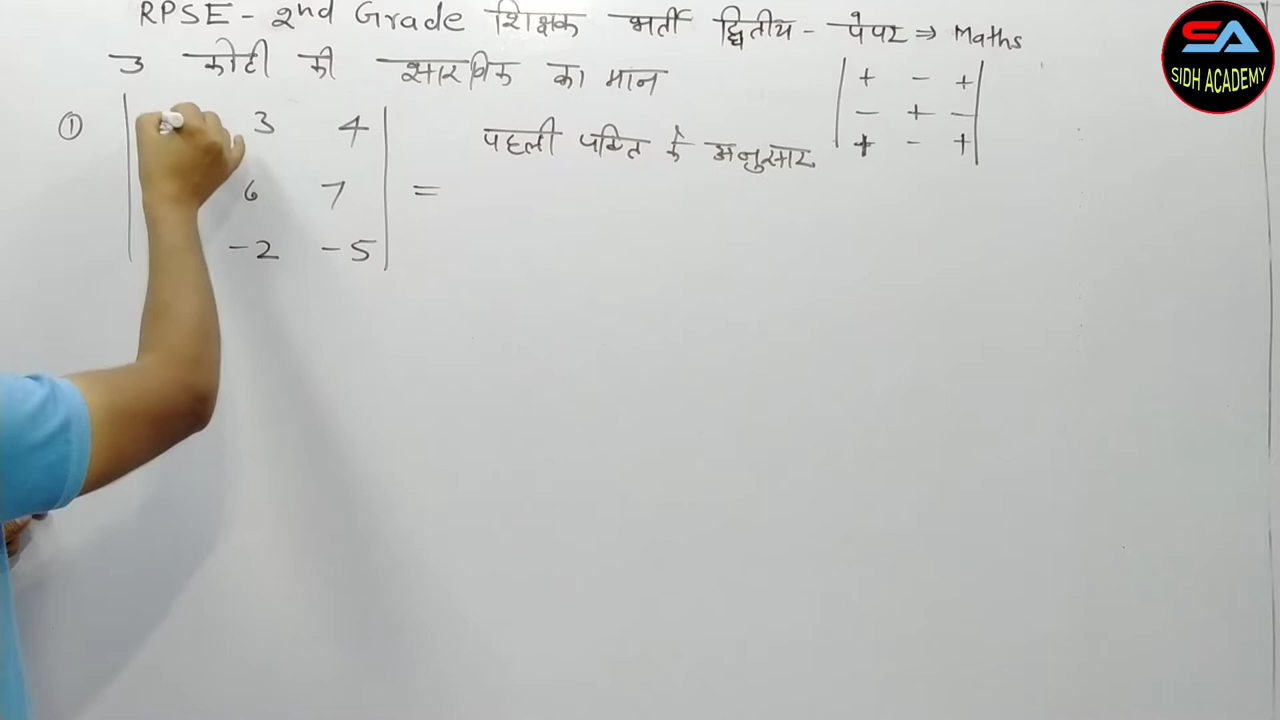 RPSE - 2nd Grade शिक्षक भर्ती द्वितीय - पेपर ⇒ Maths
3 कोटी की सारणिक का मान
SA
SIDH ACADEMY
+ - +
- + -
+ - +
① 3 4
पहली पंक्ति के अनुसार
6 7 =
-2 -5